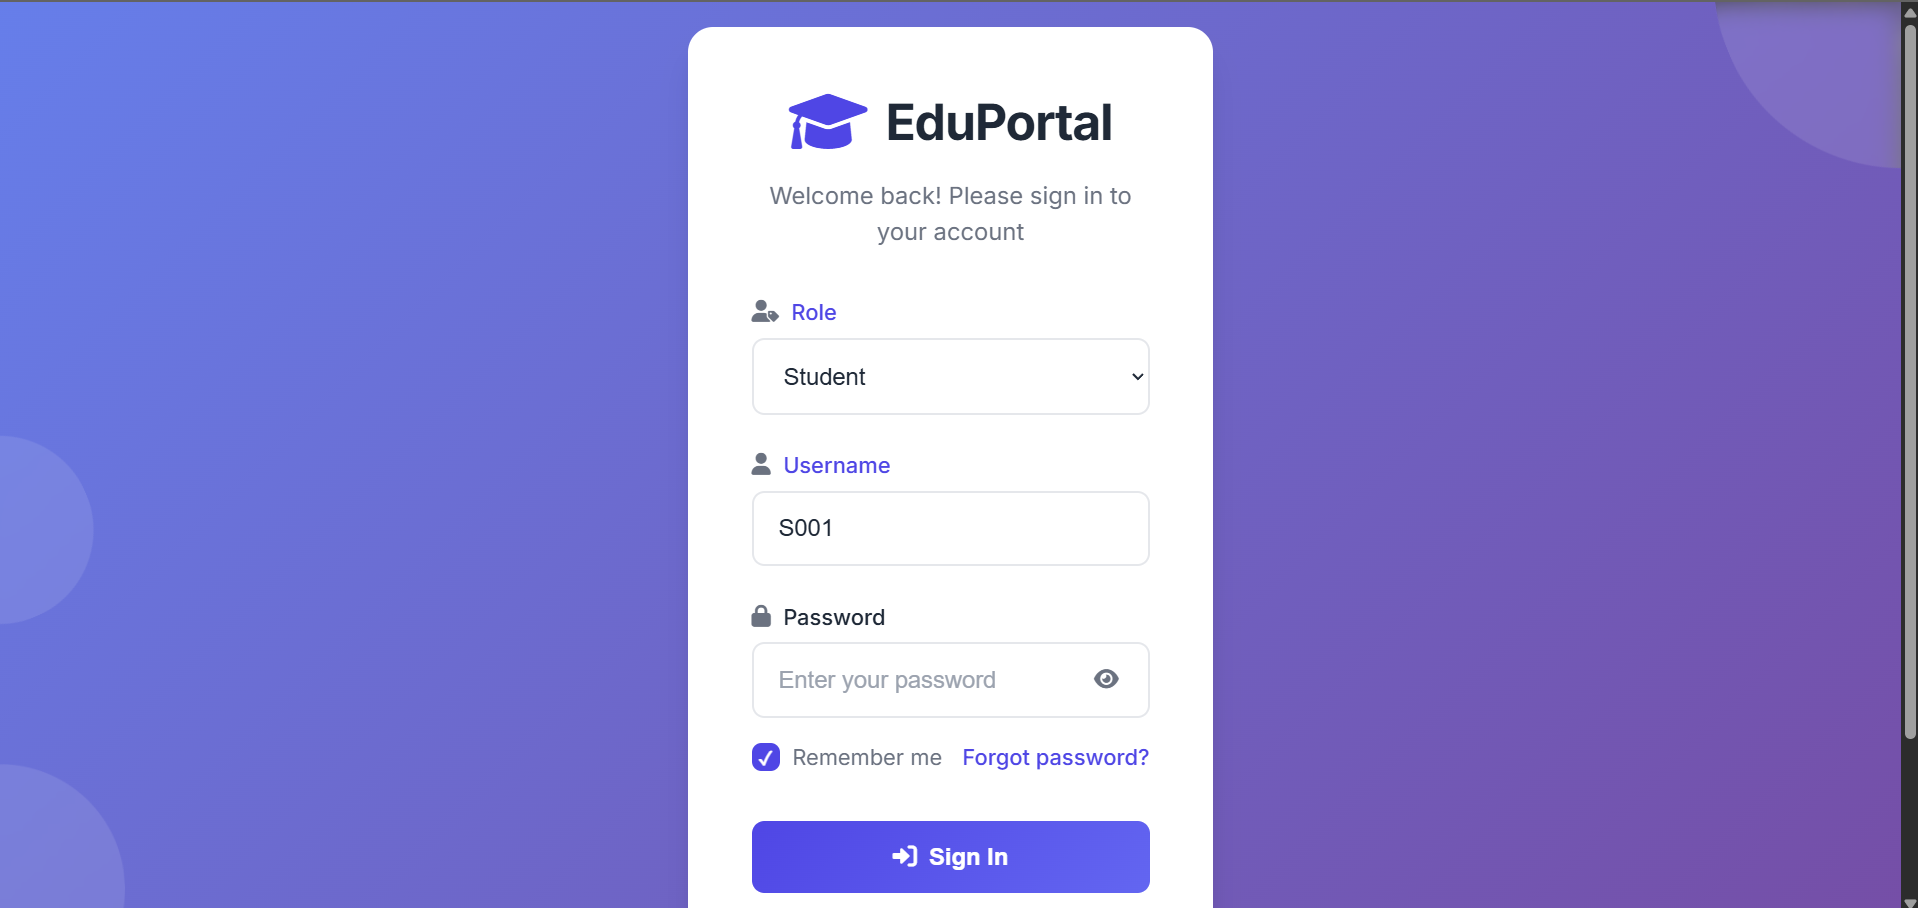 EduPortal
Welcome back! Please sign in to
your account
Role
Student
Username
S001
Password
Enter your password
Remember me Forgot password?
Sign In